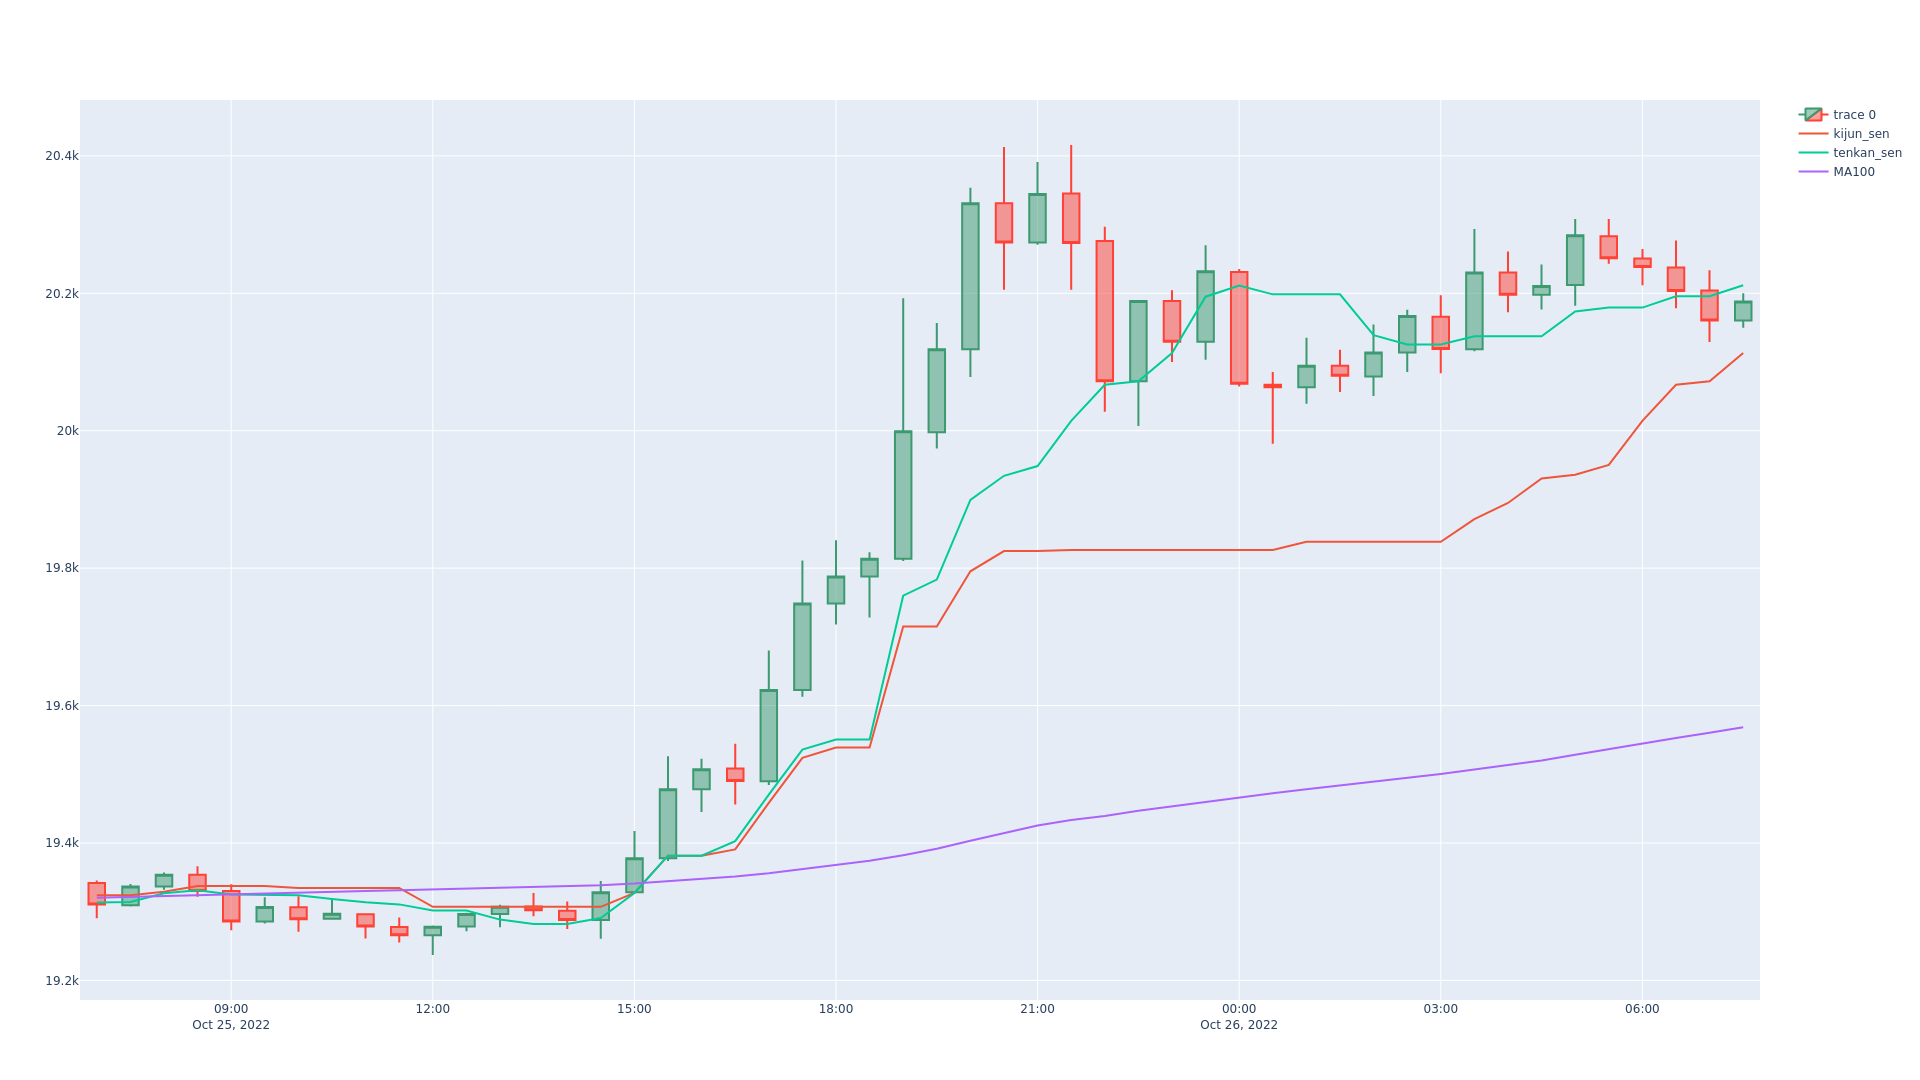 trace 0
kijun_sen
tenkan_sen
MA100
20.4k
20.2k
20k
19.8k
19.6k
19.4k
19.2k
09:00 12:00 15:00 18:00 21:00 00:00 03:00 06:00
Oct 25, 2022 Oct 26, 2022